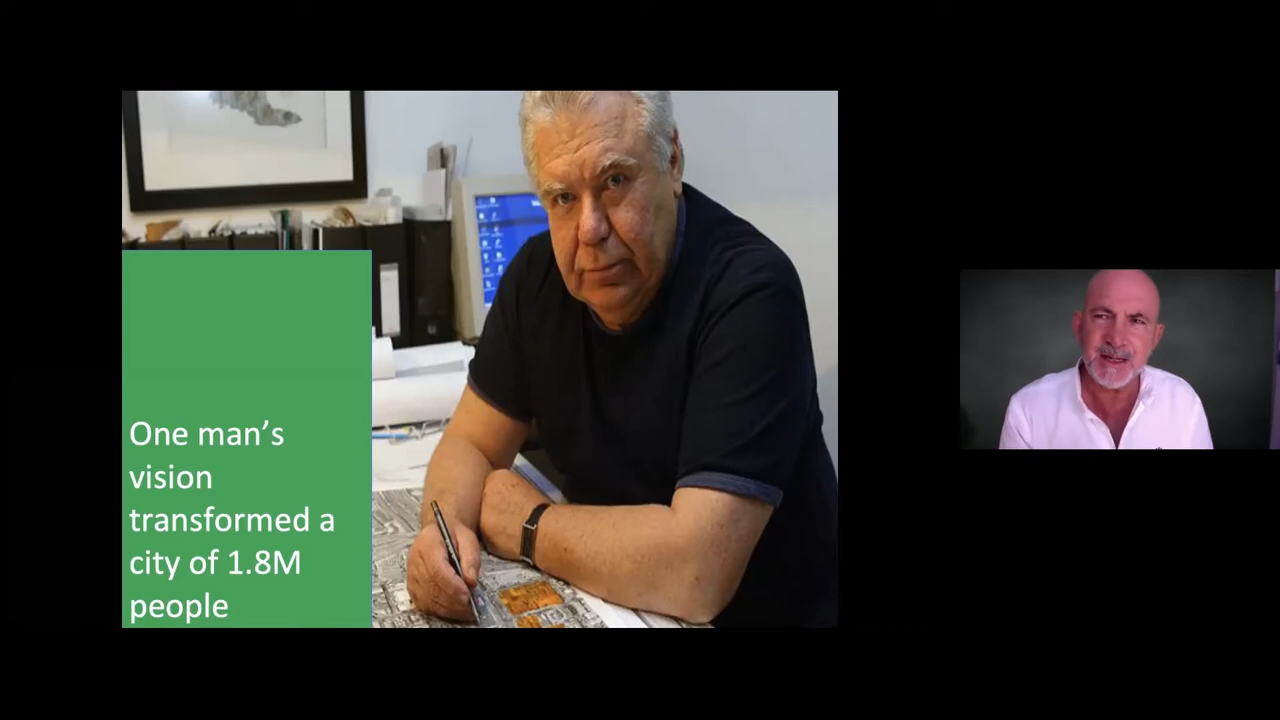 One man’s
vision
transformed a
city of 1.8M
people